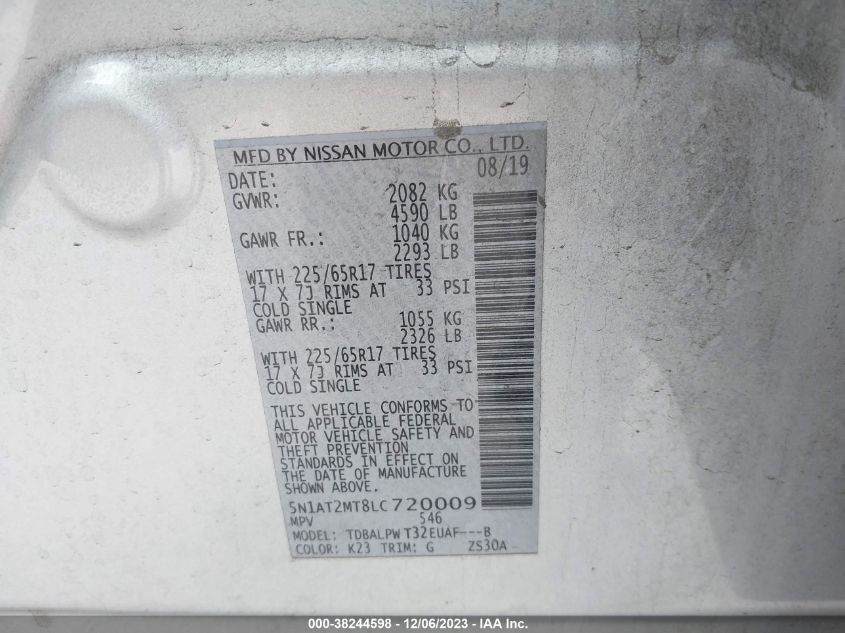 MFD BY NISSAN MOTOR CO., LTD.
DATE: 08/19
GVWR: 2082 KG
4590 LB
GAWR FR.: 1040 KG
2293 LB
WITH 225/65R17 TIRES
17 X 7J RIMS AT 33 PSI
COLD SINGLE
GAWR RR.: 1055 KG
2326 LB
WITH 225/65R17 TIRES
17 X 7J RIMS AT 33 PSI
COLD SINGLE
THIS VEHICLE CONFORMS TO
ALL APPLICABLE FEDERAL
MOTOR VEHICLE SAFETY AND
THEFT PREVENTION
STANDARDS IN EFFECT ON
THE DATE OF MANUFACTURE
SHOWN ABOVE.
5N1AT2MT8LC720009
MPV 546
MODEL: TDBALPW T32EUAF---B
COLOR: K23 TRIM: G ZS30A
000-38244598 - 12/06/2023 - IAA Inc.